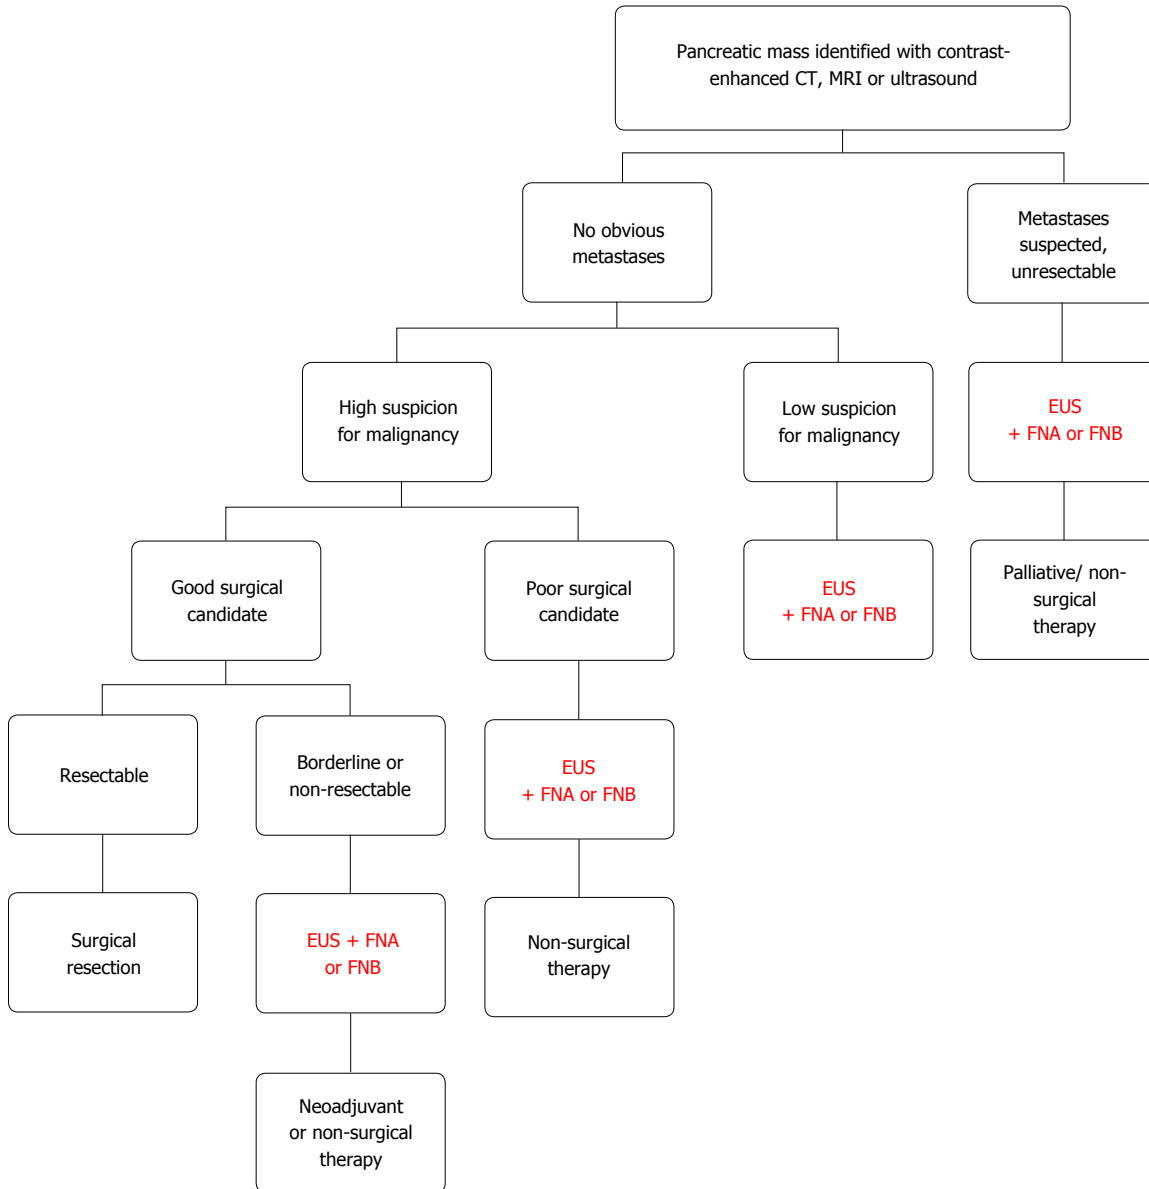 Pancreatic mass identified with contrast-
enhanced CT, MRI or ultrasound
No obvious
metastases
Metastases
suspected,
unresectable
High suspicion
for malignancy
Low suspicion
for malignancy
EUS
+ FNA or FNB
Good surgical
candidate
Poor surgical
candidate
EUS
+ FNA or FNB
Palliative/ non-
surgical
therapy
Resectable
Borderline or
non-resectable
EUS
+ FNA or FNB
Surgical
resection
EUS + FNA
or FNB
Non-surgical
therapy
Neoadjuvant
or non-surgical
therapy